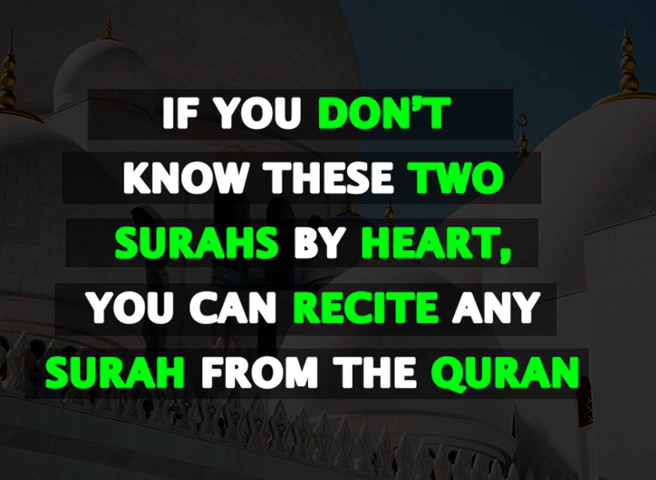 IF YOU DON'T
KNOW THESE TWO
SURAHS BY HEART,
YOU CAN RECITE ANY
SURAH FROM THE QURAN